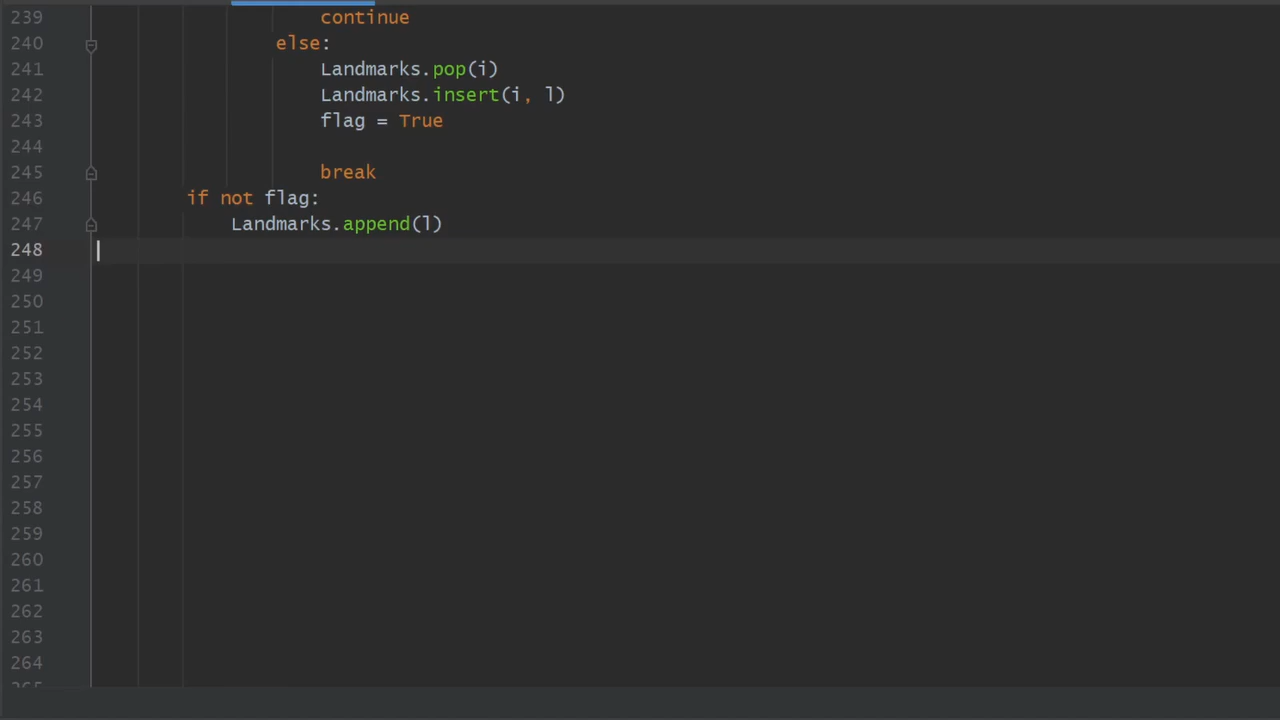 239 continue
240 else:
241 Landmarks.pop(i)
242 Landmarks.insert(i, l)
243 flag = True
244
245 break
246 if not flag:
247 Landmarks.append(l)
248
249
250
251
252
253
254
255
256
257
258
259
260
261
262
263
264
265